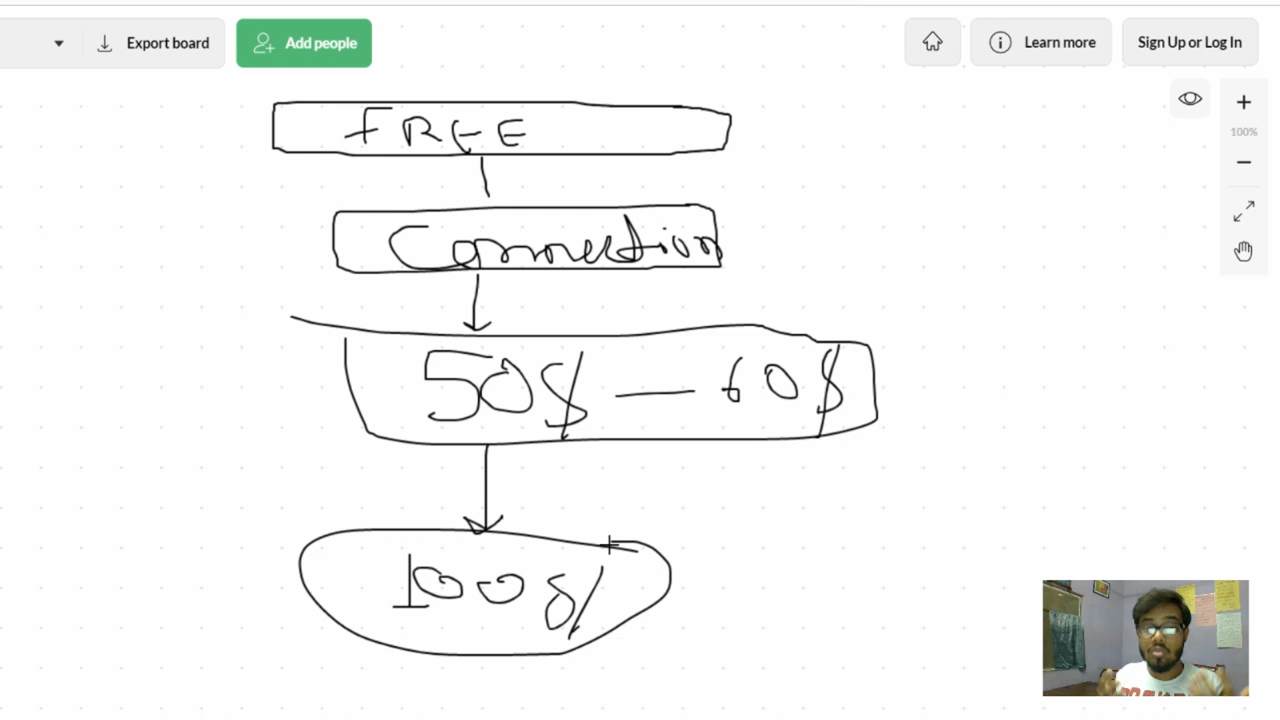 Export board
Add people
Learn more
Sign Up or Log In
100%
FREE
Connection
50$ — 60$
100$